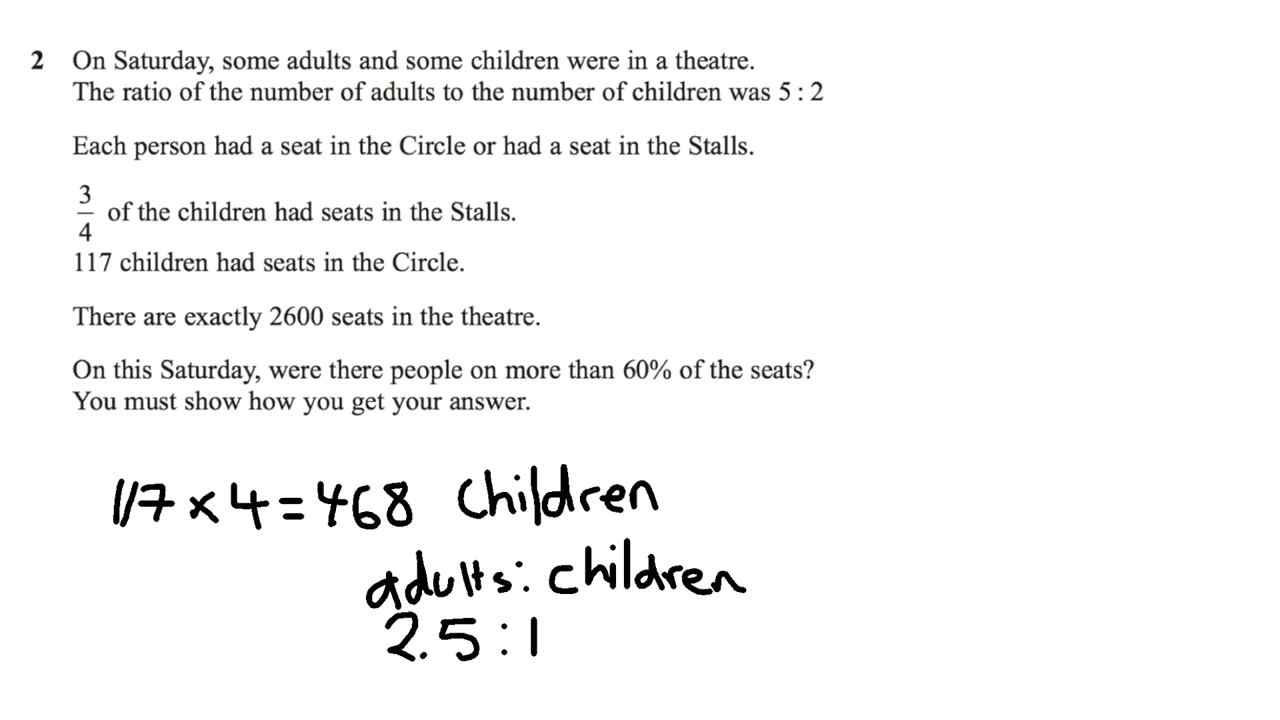 2 On Saturday, some adults and some children were in a theatre.
The ratio of the number of adults to the number of children was 5 : 2
Each person had a seat in the Circle or had a seat in the Stalls.
3/4 of the children had seats in the Stalls.
117 children had seats in the Circle.
There are exactly 2600 seats in the theatre.
On this Saturday, were there people on more than 60% of the seats?
You must show how you get your answer.
117 × 4 = 468 Children
adults: children
2.5 : 1